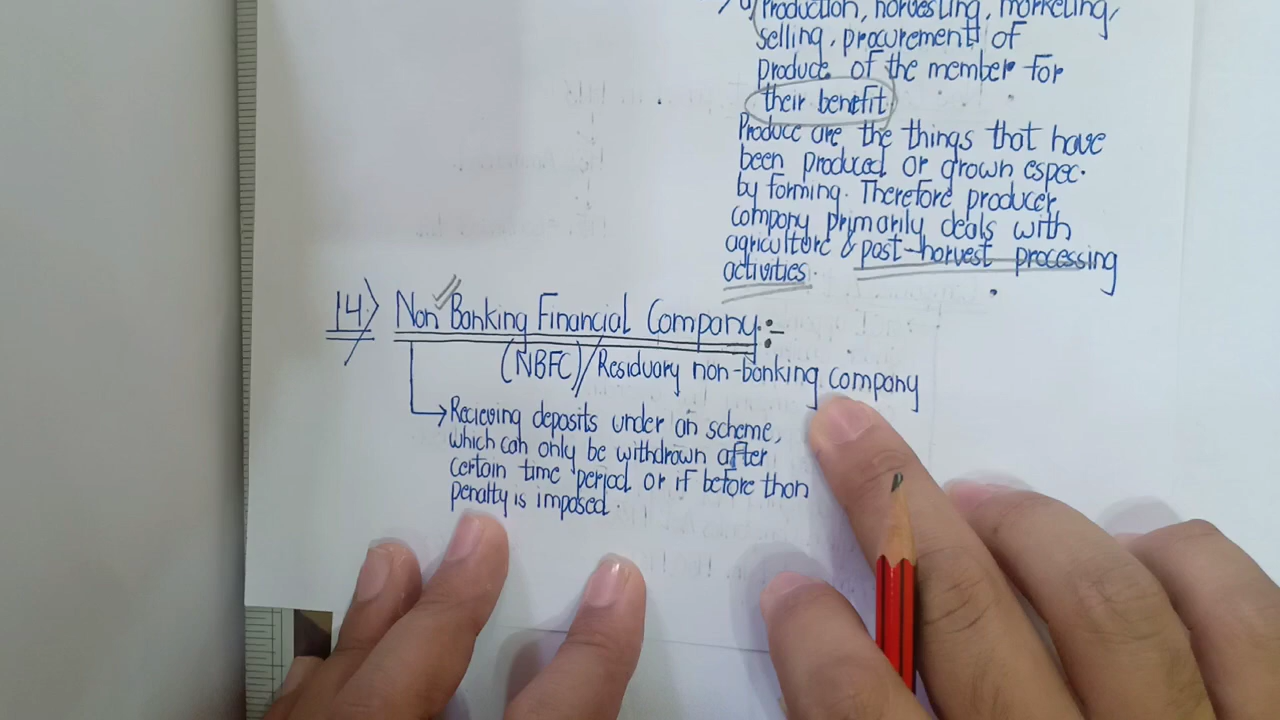 Production, horvesting, marketing,
selling, procurement of
produce of the member for
their benefit
Produce are the things that have
been produced or grown espec.
by forming. Therefore producer
company primarily deals with
agriculture & post-horvest processing
activities.
14.) Non Banking Financial Company :-
(NBFC)/Residuary non-banking company
Recieving deposits under an scheme,
which can only be withdrawn after
certain time period or if before than
penalty is imposed.